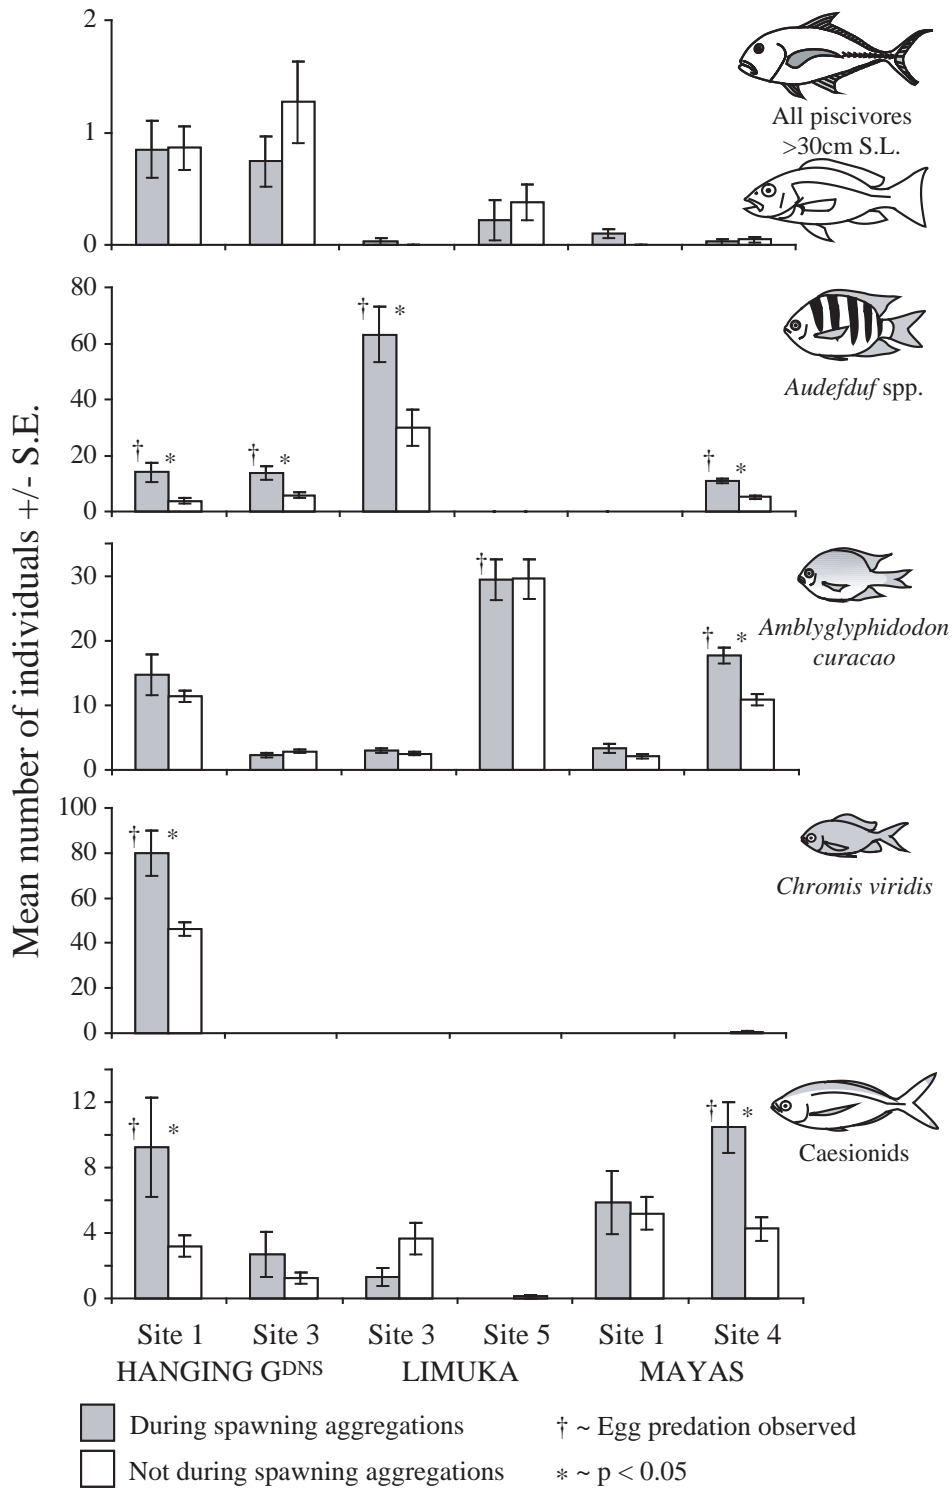 Mean number of individuals +/- S.E.
2
1
0
All piscivores
>30cm S.L.
80
60
40
20
0
† *
† *
† *
† *
Audefduf spp.
30
20
10
0
†
† *
Amblyglyphidodon
curacao
100
80
60
40
20
0
† *
Chromis viridis
12
8
4
0
† *
† *
Caesionids
Site 1 Site 3 Site 3 Site 5 Site 1 Site 4
HANGING GDNS LIMUKA MAYAS
During spawning aggregations † ~ Egg predation observed
Not during spawning aggregations * ~ p < 0.05